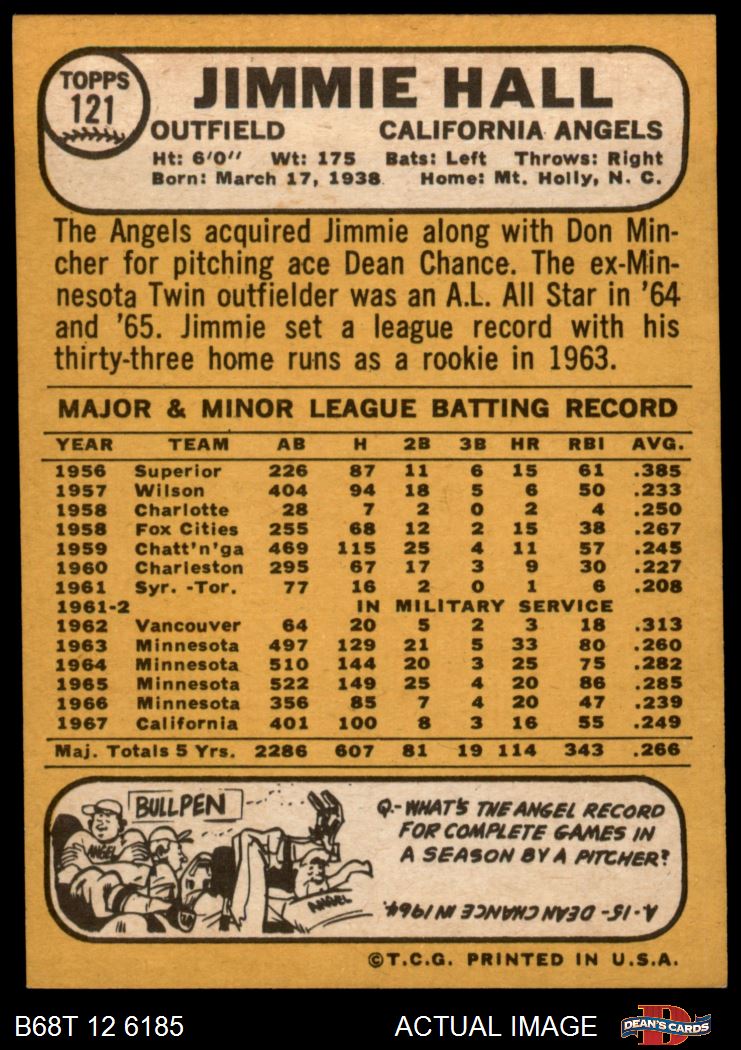 TOPPS
121
JIMMIE HALL
OUTFIELD CALIFORNIA ANGELS
Ht: 6'0" Wt: 175 Bats: Left Throws: Right
Born: March 17, 1938 Home: Mt. Holly, N. C.
The Angels acquired Jimmie along with Don Min-
cher for pitching ace Dean Chance. The ex-Min-
nesota Twin outfielder was an A.L. All Star in '64
and '65. Jimmie set a league record with his
thirty-three home runs as a rookie in 1963.
MAJOR & MINOR LEAGUE BATTING RECORD
YEAR TEAM AB H 2B 3B HR RBI AVG.
1956 Superior 226 87 11 6 15 61 .385
1957 Wilson 404 94 18 5 6 50 .233
1958 Charlotte 28 7 2 0 2 4 .250
1958 Fox Cities 255 68 12 2 15 38 .267
1959 Chatt'n'ga 469 115 25 4 11 57 .245
1960 Charleston 295 67 17 3 9 30 .227
1961 Syr. -Tor. 77 16 2 0 1 6 .208
1961-2 IN MILITARY SERVICE
1962 Vancouver 64 20 5 2 3 18 .313
1963 Minnesota 497 129 21 5 33 80 .260
1964 Minnesota 510 144 20 3 25 75 .282
1965 Minnesota 522 149 25 4 20 86 .285
1966 Minnesota 356 85 7 4 20 47 .239
1967 California 401 100 8 3 16 55 .249
Maj. Totals 5 Yrs. 2286 607 81 19 114 343 .266
BULLPEN
ANGEL
ANGEL
Q-WHAT'S THE ANGEL RECORD
FOR COMPLETE GAMES IN
A SEASON BY A PITCHER?
A-15-DEAN CHANCE IN 1964.
©T.C.G. PRINTED IN U.S.A.
B68T 12 6185 ACTUAL IMAGE
D
DEAN'S CARDS